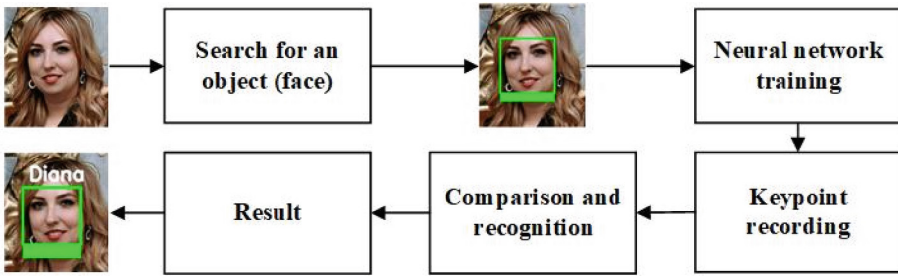 Search for an
object (face)
Neural network
training
Diana
Result
Comparison and
recognition
Keypoint
recording